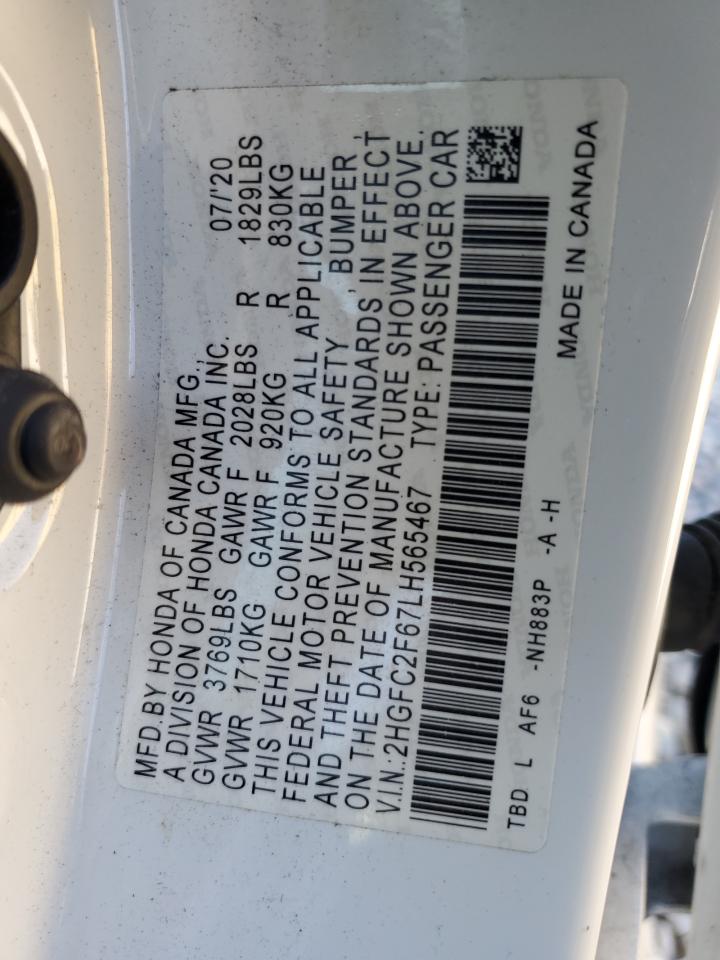 MFD.BY HONDA OF CANADA MFG., 07/'20
A DIVISION OF HONDA CANADA INC.
GVWR 3769LBS GAWR F 2028LBS R 1829LBS
GVWR 1710KG GAWR F 920KG R 830KG
THIS VEHICLE CONFORMS TO ALL APPLICABLE
FEDERAL MOTOR VEHICLE SAFETY, BUMPER,
AND THEFT PREVENTION STANDARDS IN EFFECT
ON THE DATE OF MANUFACTURE SHOWN ABOVE.
V.I.N.:2HGFC2F67LH565467 TYPE: PASSENGER CAR
TBD L AF6 -NH883P -A -H MADE IN CANADA